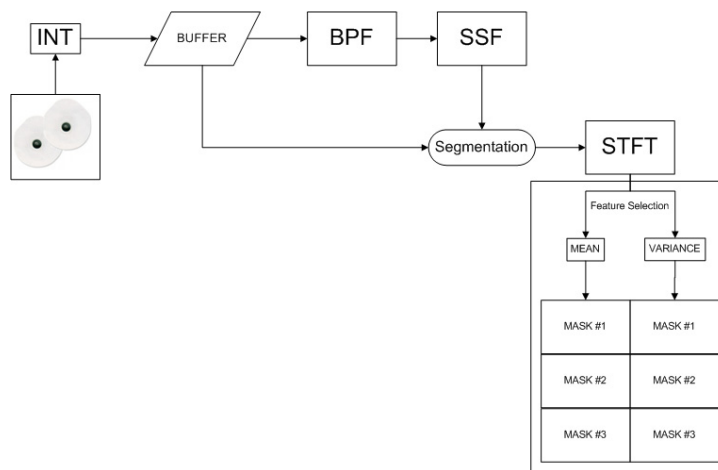 INT
BUFFER
BPF
SSF
Segmentation
STFT
Feature Selection
MEAN
VARIANCE
MASK #1
MASK #1
MASK #2
MASK #2
MASK #3
MASK #3